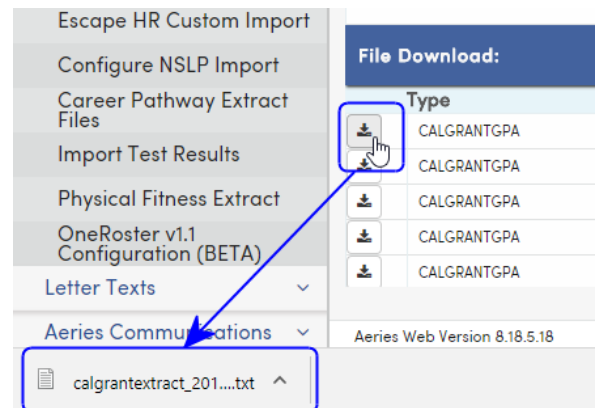 Escape HR Custom Import
Configure NSLP Import
Career Pathway Extract
Files
Import Test Results
Physical Fitness Extract
OneRoster v1.1
Configuration (BETA)
Letter Texts
Aeries Communications
File Download:
Type
CALGRANTGPA
CALGRANTGPA
CALGRANTGPA
CALGRANTGPA
CALGRANTGPA
Aeries Web Version 8.18.5.18
calgrantextract_201....txt